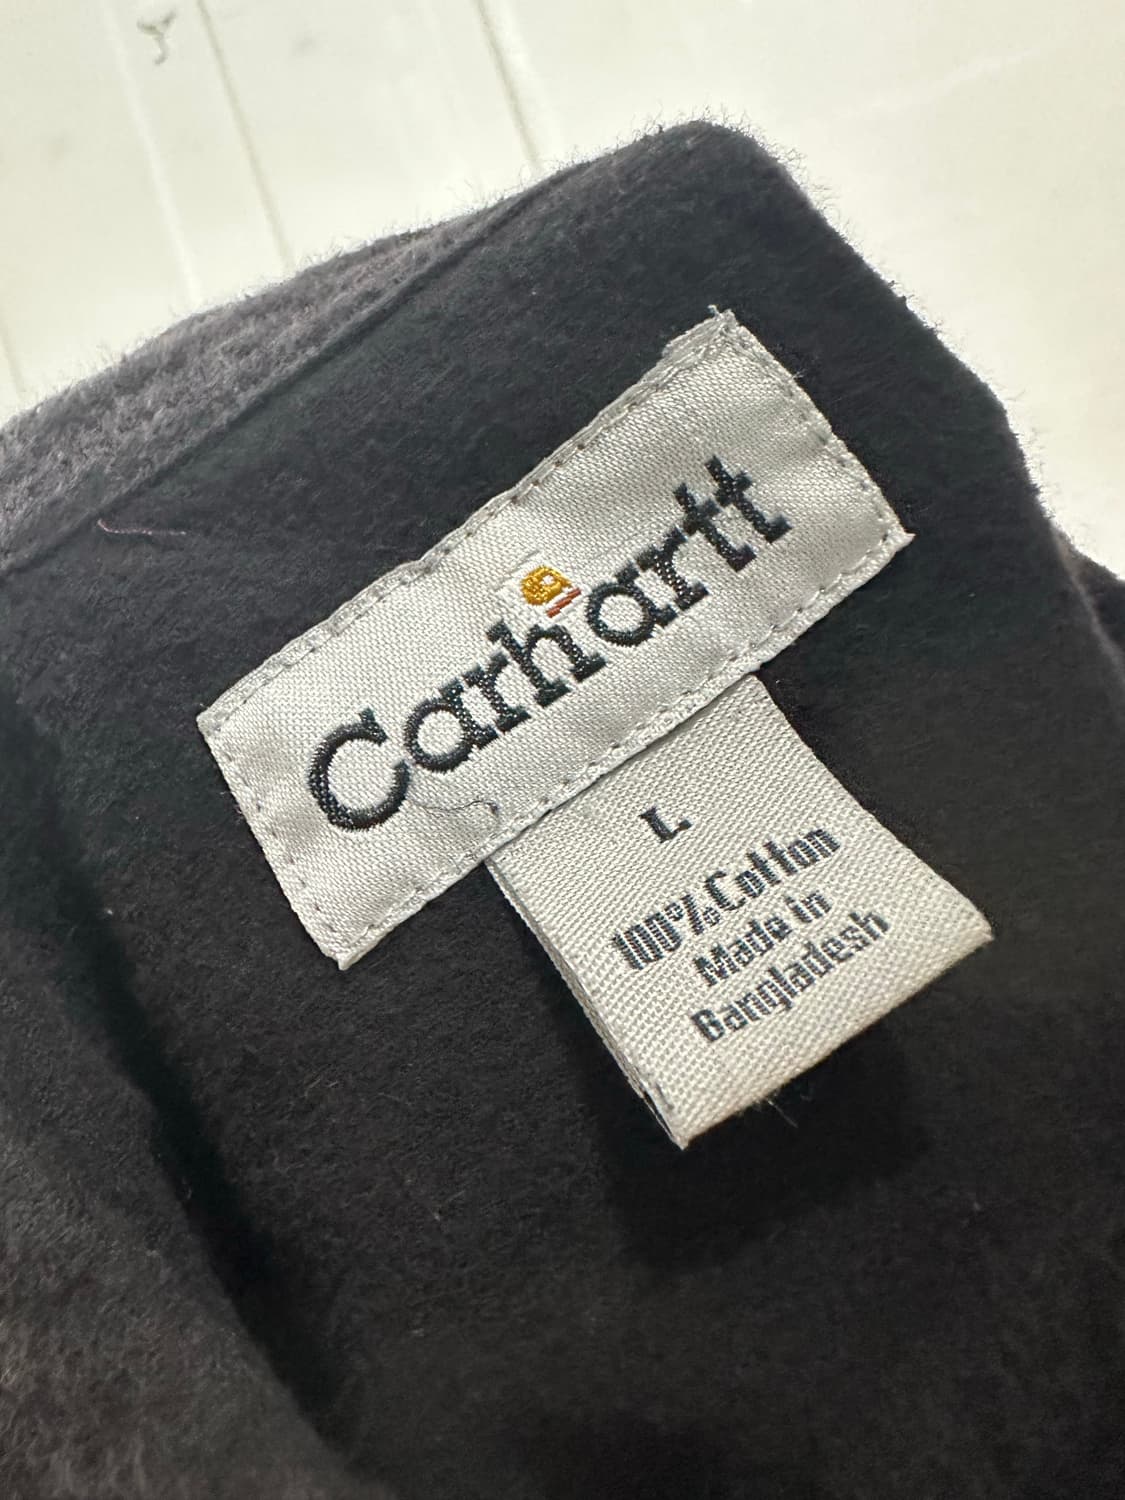 Carhartt
L
100% Cotton
Made in
Bangladesh